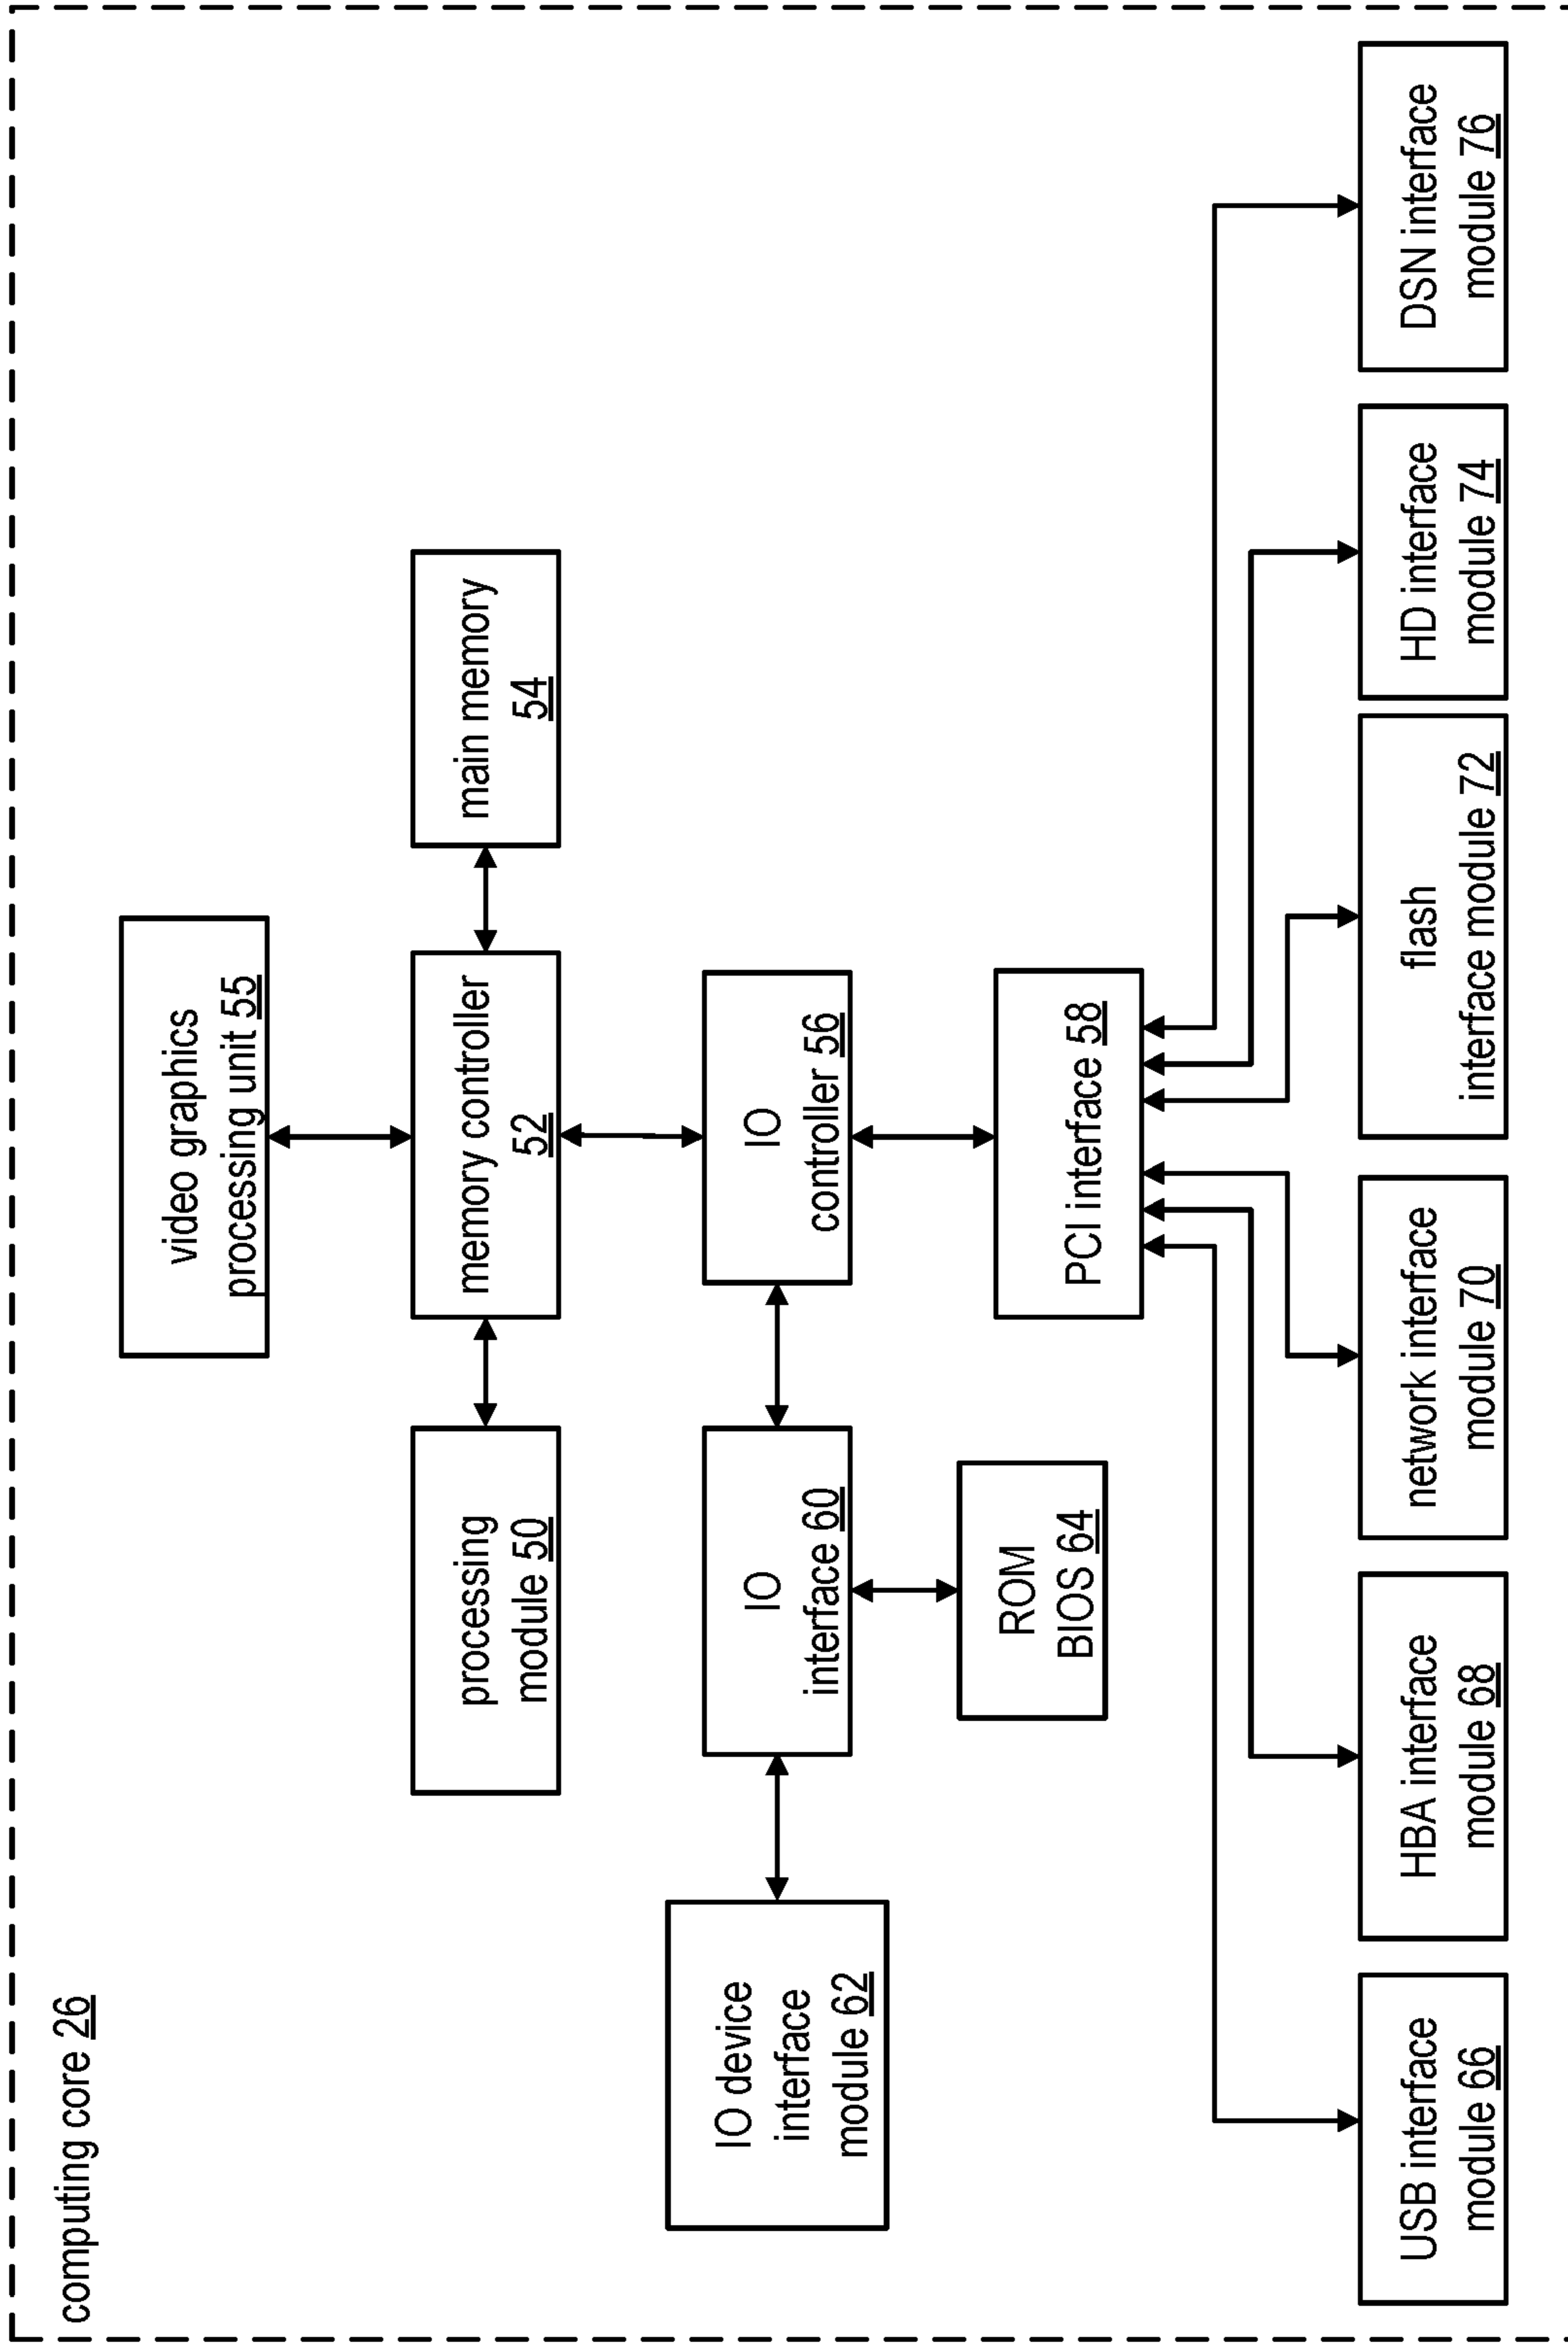 computing core 26
video graphics
processing unit 55
processing
module 50
memory controller
52
main memory
54
IO device
interface
module 62
IO
interface 60
IO
controller 56
ROM
BIOS 64
PCI interface 58
USB interface
module 66
HBA interface
module 68
network interface
module 70
flash
interface module 72
HD interface
module 74
DSN interface
module 76